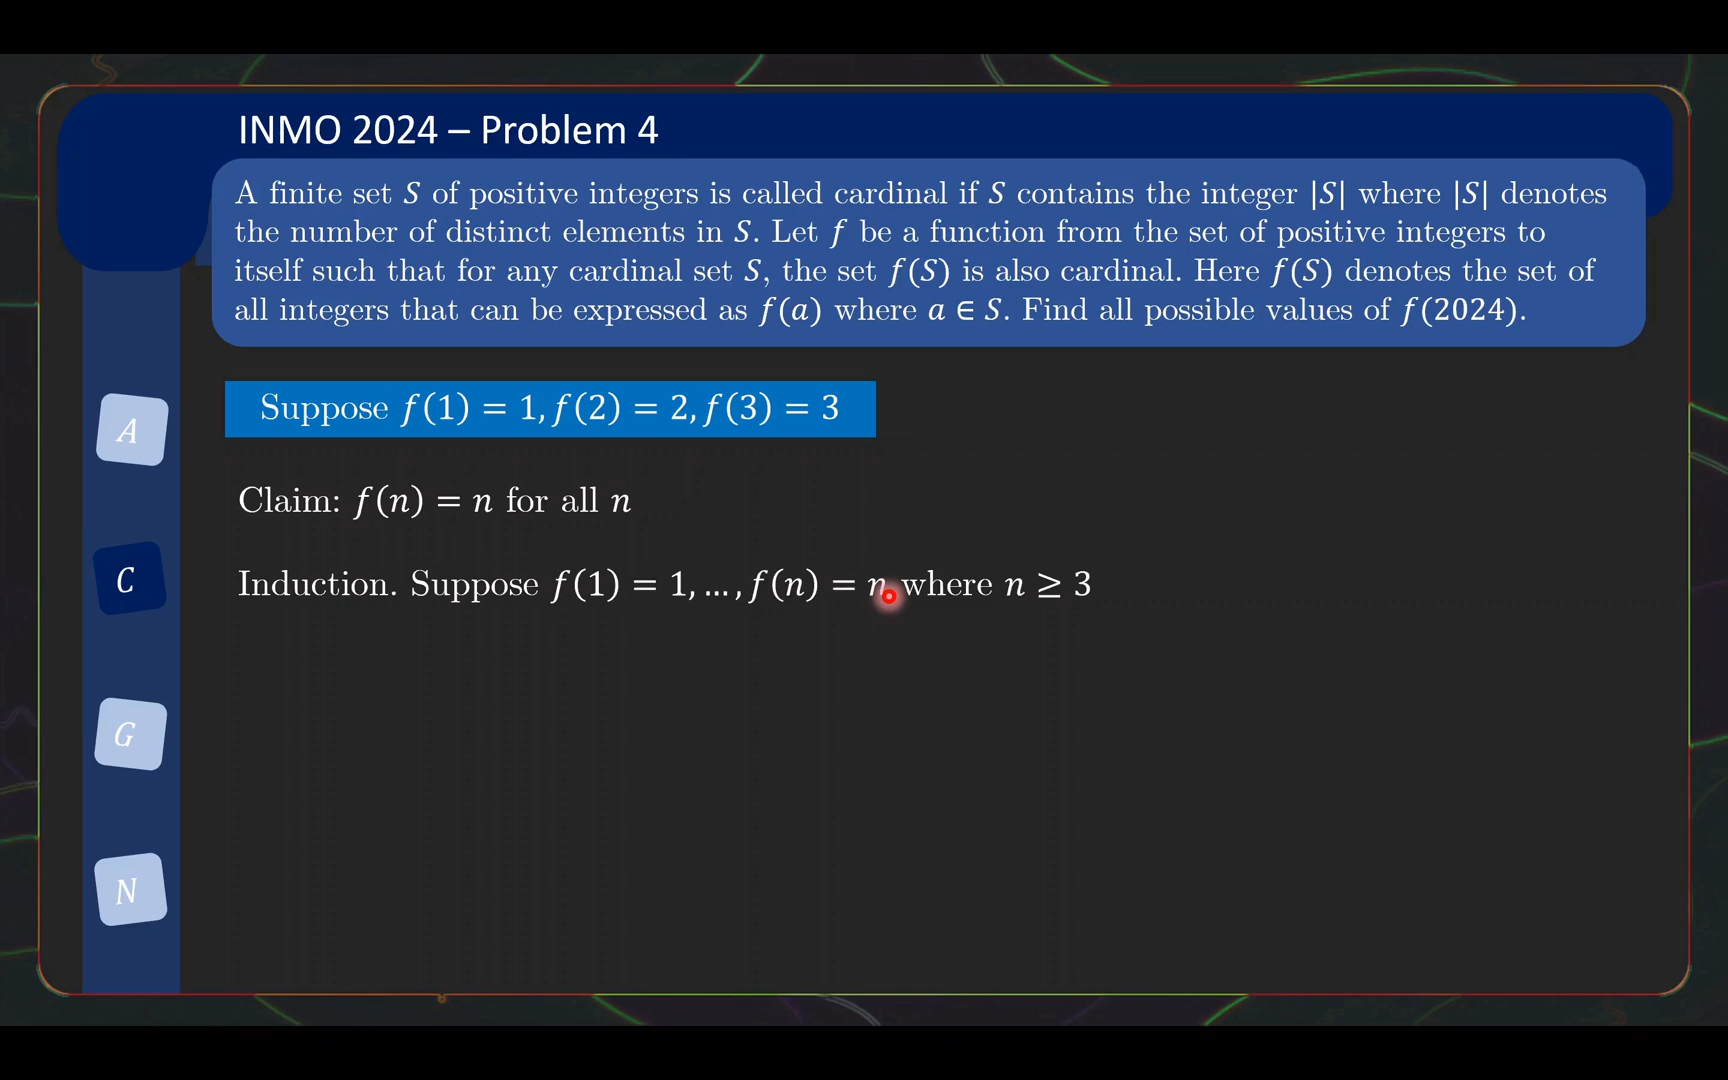 INMO 2024 – Problem 4
A finite set S of positive integers is called cardinal if S contains the integer |S| where |S| denotes
the number of distinct elements in S. Let f be a function from the set of positive integers to
itself such that for any cardinal set S, the set f(S) is also cardinal. Here f(S) denotes the set of
all integers that can be expressed as f(a) where a ∈ S. Find all possible values of f(2024).
Suppose f(1) = 1, f(2) = 2, f(3) = 3
Claim: f(n) = n for all n
Induction. Suppose f(1) = 1, … , f(n) = n where n ≥ 3
A
C
G
N